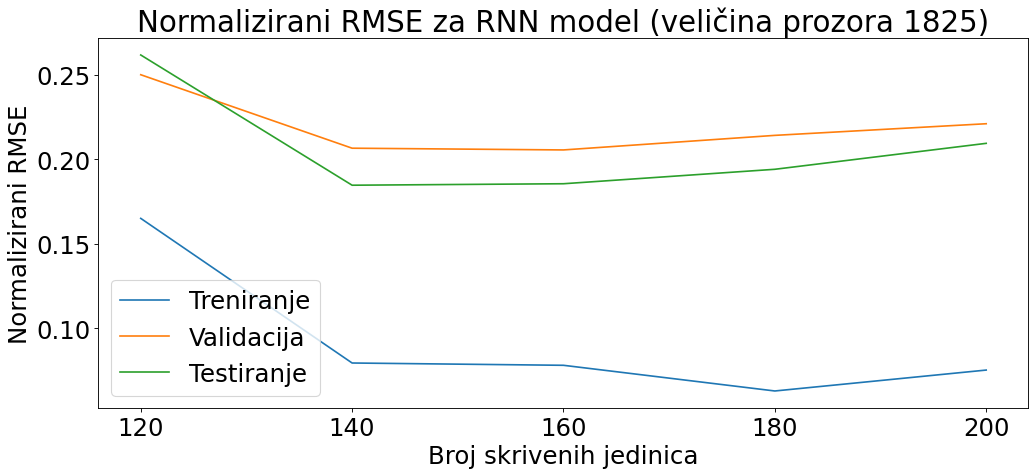 Normalizirani RMSE za RNN model (veličina prozora 1825)
Normalizirani RMSE
0.25
0.20
0.15
0.10
Treniranje
Validacija
Testiranje
120 140 160 180 200
Broj skrivenih jedinica